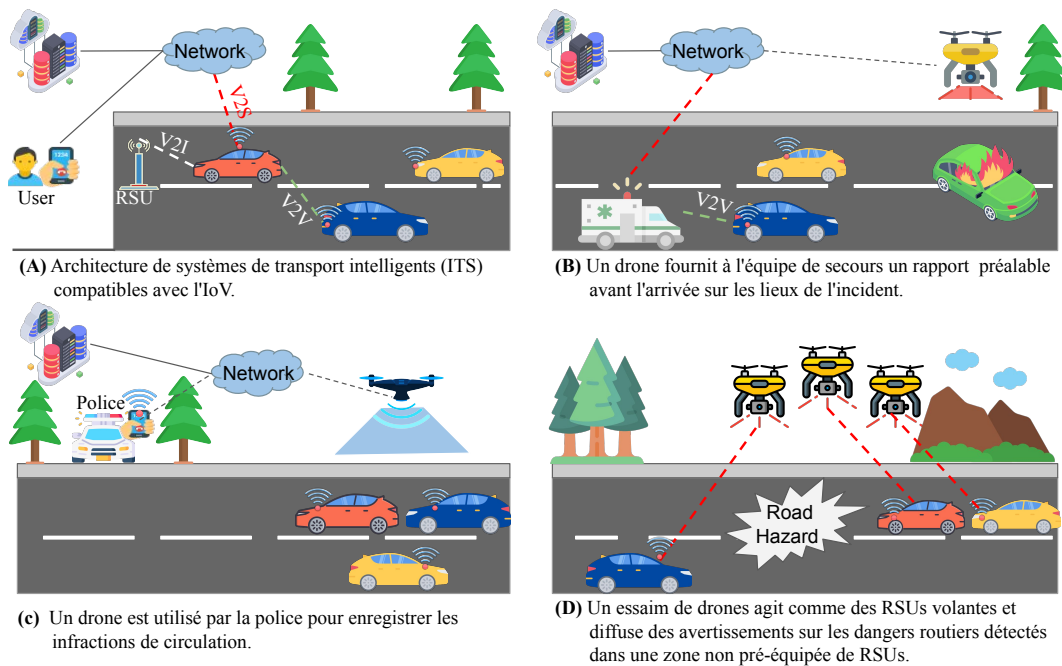 Network
V2S
V2I
1234
User
RSU
V2V
(A) Architecture de systèmes de transport intelligents (ITS)
compatibles avec l'IoV.
Network
V2V
(B) Un drone fournit à l'équipe de secours un rapport préalable
avant l'arrivée sur les lieux de l'incident.
Network
Police
(c) Un drone est utilisé par la police pour enregistrer les
infractions de circulation.
Road
Hazard
(D) Un essaim de drones agit comme des RSUs volantes et
diffuse des avertissements sur les dangers routiers détectés
dans une zone non pré-équipée de RSUs.